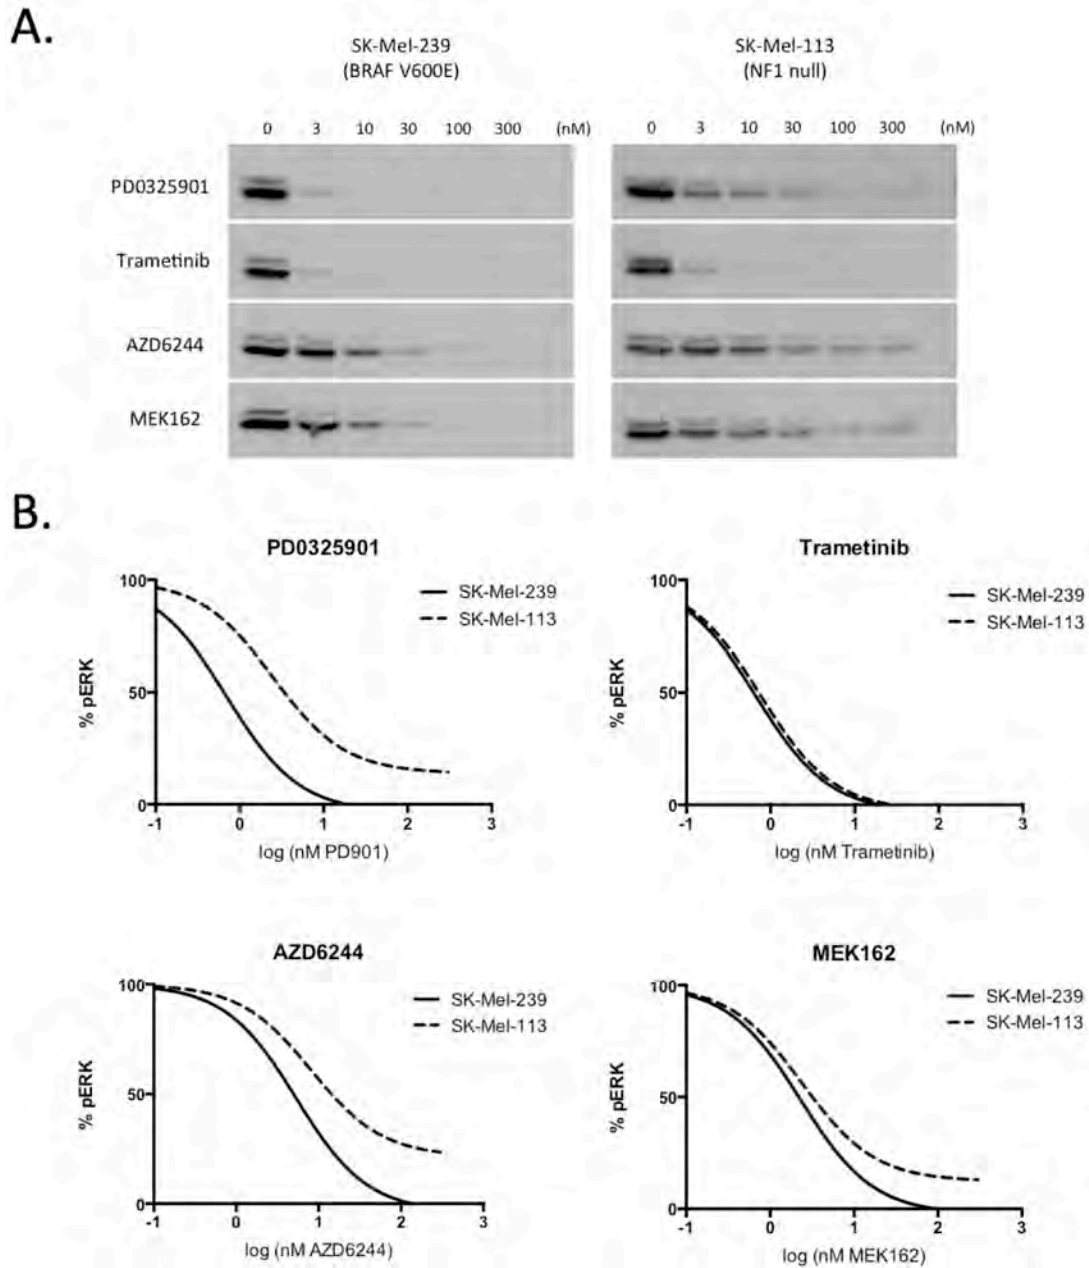 A.
SK-Mel-239
(BRAF V600E)
SK-Mel-113
(NF1 null)
0 3 10 30 100 300 (nM)
0 3 10 30 100 300 (nM)
PD0325901
Trametinib
AZD6244
MEK162
B.
PD0325901
SK-Mel-239
SK-Mel-113
100
50
0
% pERK
-1 0 1 2 3
log (nM PD901)
Trametinib
SK-Mel-239
SK-Mel-113
100
50
0
% pERK
-1 0 1 2 3
log (nM Trametinib)
AZD6244
SK-Mel-239
SK-Mel-113
100
50
0
% pERK
-1 0 1 2 3
log (nM AZD6244)
MEK162
SK-Mel-239
SK-Mel-113
100
50
0
% pERK
-1 0 1 2 3
log (nM MEK162)